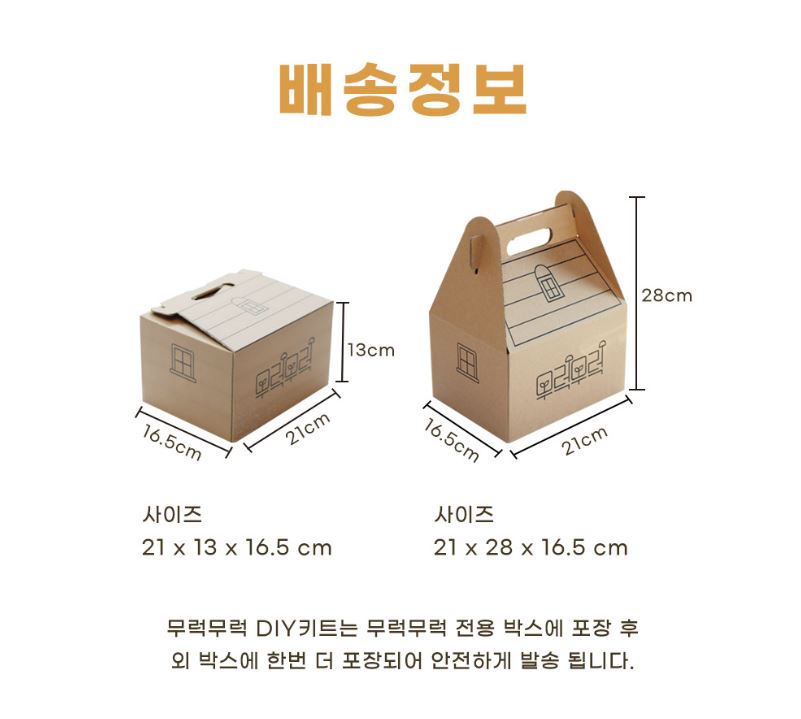 배송정보
28cm
13cm
16.5cm
21cm
16.5cm
21cm
사이즈
21 x 13 x 16.5 cm
사이즈
21 x 28 x 16.5 cm
무럭무럭 DIY키트는 무럭무럭 전용 박스에 포장 후
외 박스에 한번 더 포장되어 안전하게 발송 됩니다.